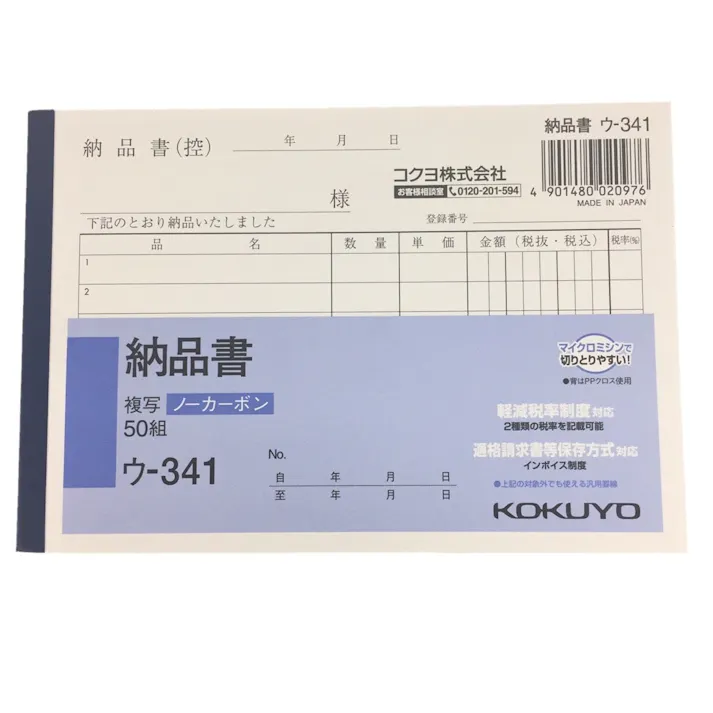 納品書(控) 年 月 日
納品書 ウ-341
コクヨ株式会社
お客様相談室 0120-201-594
4 901480 020976
MADE IN JAPAN
様
下記のとおり納品いたしました
登録番号
品 名 数 量 単 価 金額(税抜・税込) 税率(%)
1
2
納品書
複写 ノーカーボン
50組
ウ-341
No.
自 年 月 日
至 年 月 日
マイクロミシンで
切りとりやすい!
●背はPPクロス使用
軽減税率制度対応
2種類の税率を記載可能
適格請求書等保存方式対応
インボイス制度
●上記の対象外でも使える汎用罫線
KOKUYO